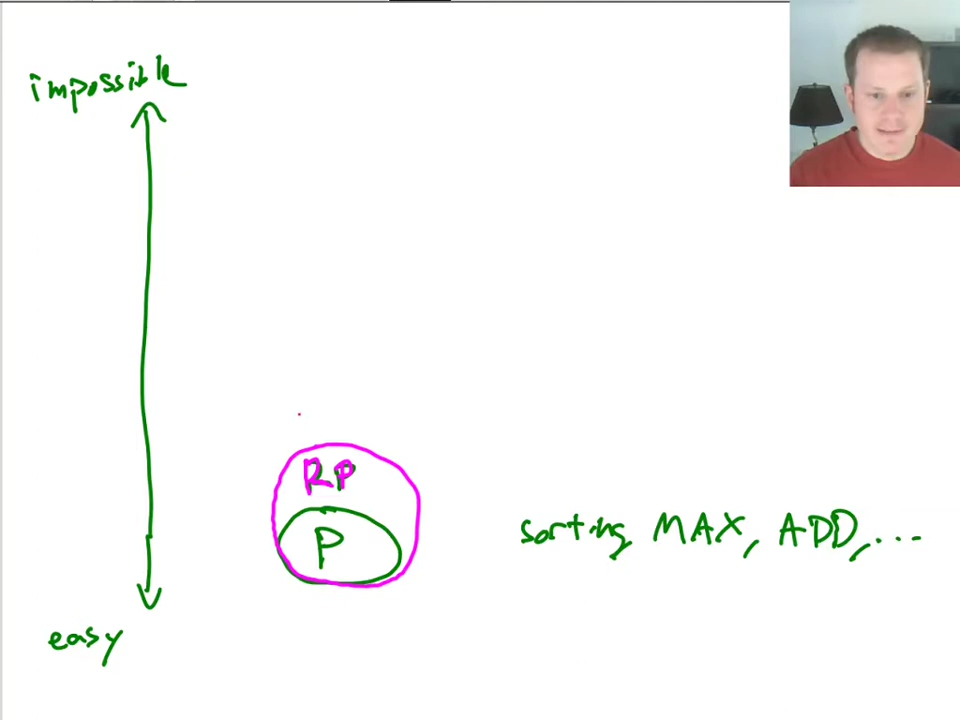 impossible
RP
P
sorting, MAX, ADD, ...
easy